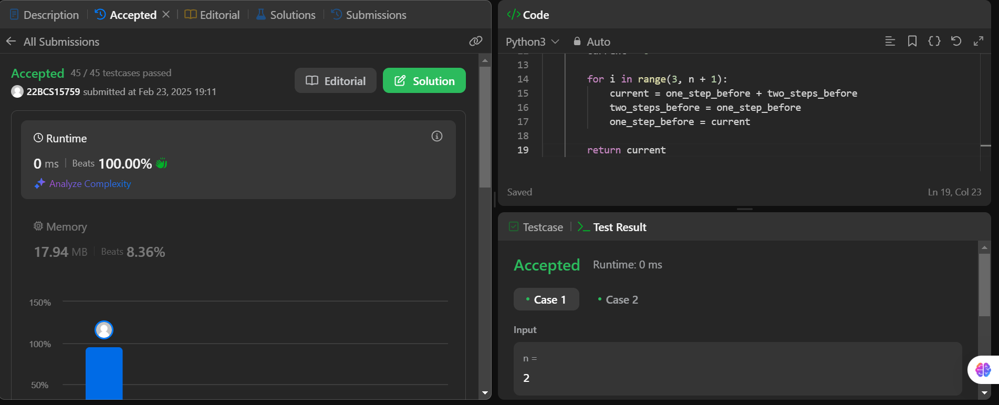 Description
Accepted
Editorial
Solutions
Submissions
All Submissions
Accepted 45 / 45 testcases passed
22BCS15759 submitted at Feb 23, 2025 19:11
Editorial
Solution
Runtime
0 ms Beats 100.00%
Analyze Complexity
Memory
17.94 MB Beats 8.36%
150%
100%
50%
</> Code
Python3 Auto
13
14 for i in range(3, n + 1):
15 current = one_step_before + two_steps_before
16 two_steps_before = one_step_before
17 one_step_before = current
18
19 return current
Saved Ln 19, Col 23
Testcase
Test Result
Accepted Runtime: 0 ms
Case 1 Case 2
Input
n =
2